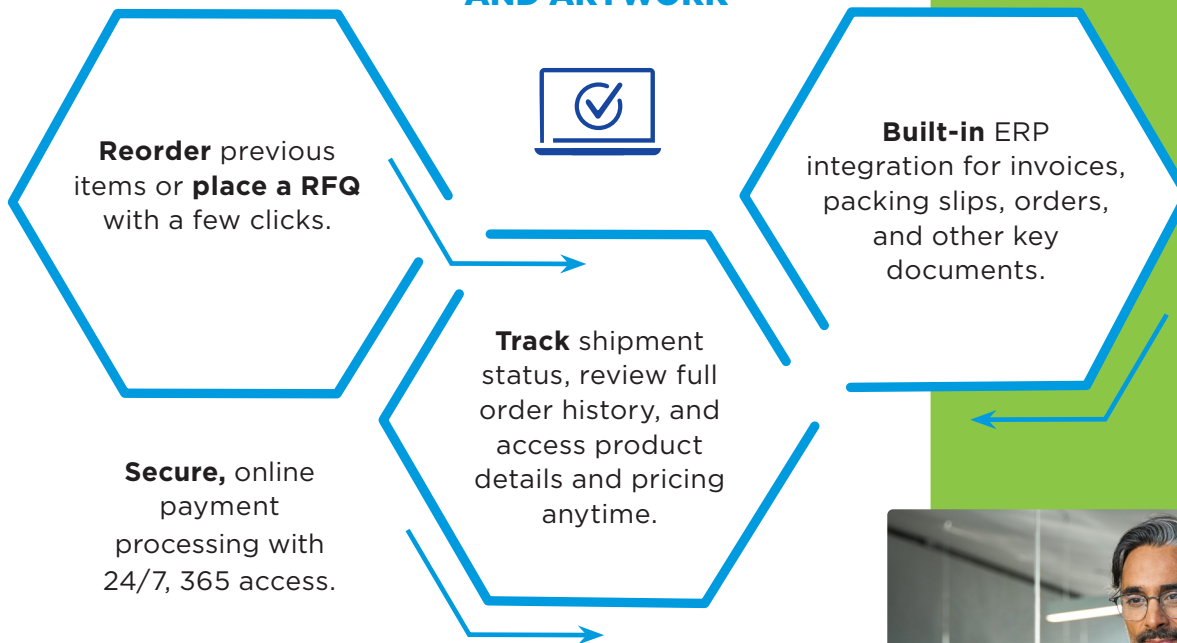 AND ARTWORK
Reorder previous
items or place a RFQ
with a few clicks.
Built-in ERP
integration for invoices,
packing slips, orders,
and other key
documents.
Track shipment
status, review full
order history, and
access product
details and pricing
anytime.
Secure, online
payment
processing with
24/7, 365 access.